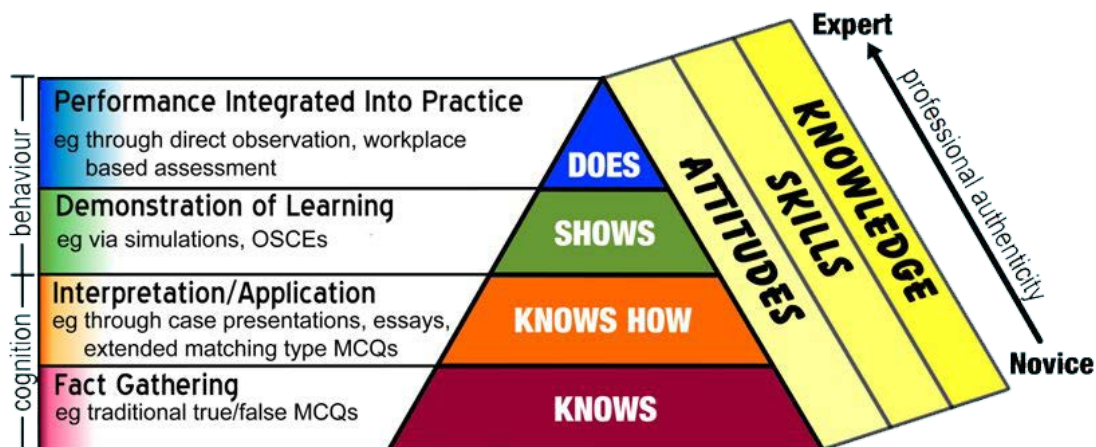 Expert
professional authenticity
Novice
KNOWLEDGE
SKILLS
ATTITUDES
behaviour
cognition
Performance Integrated Into Practice
eg through direct observation, workplace
based assessment
DOES
Demonstration of Learning
eg via simulations, OSCEs
SHOWS
Interpretation/Application
eg through case presentations, essays,
extended matching type MCQs
KNOWS HOW
Fact Gathering
eg traditional true/false MCQs
KNOWS